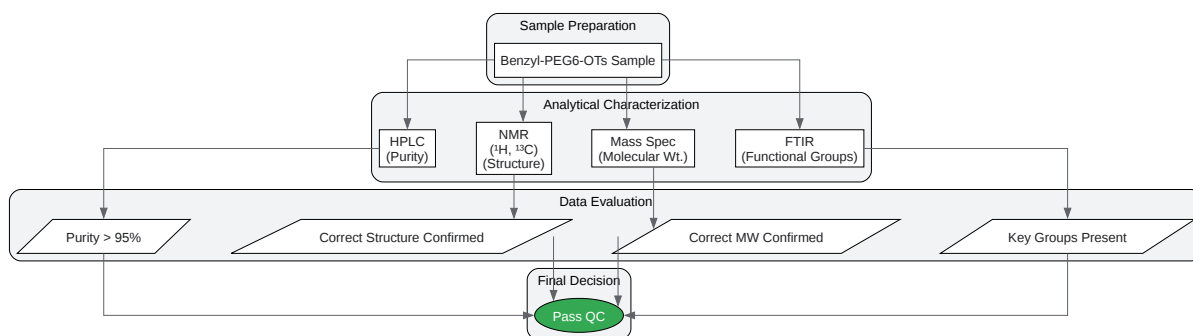 Sample Preparation
Benzyl-PEG6-OTs Sample
Analytical Characterization
HPLC
(Purity)
NMR
(¹H, ¹³C)
(Structure)
Mass Spec
(Molecular Wt.)
FTIR
(Functional Groups)
Data Evaluation
Purity > 95%
Correct Structure Confirmed
Correct MW Confirmed
Key Groups Present
Final Decision
Pass QC